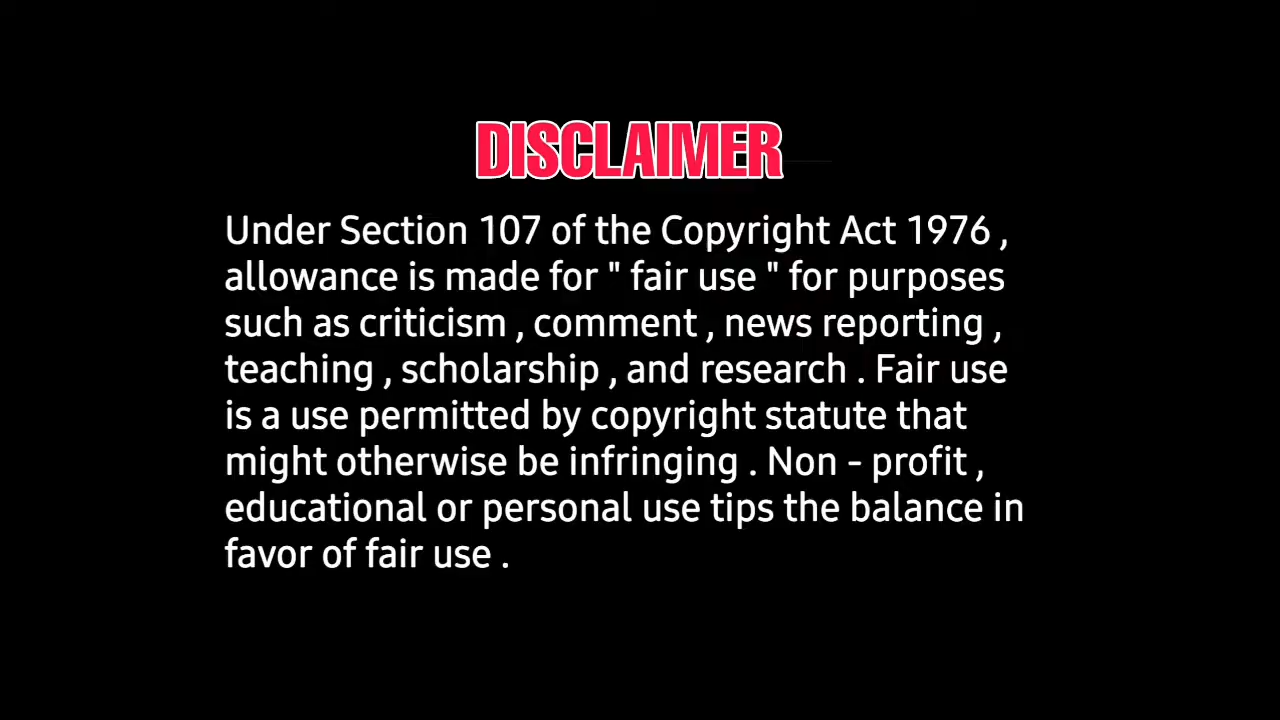 DISCLAIMER
Under Section 107 of the Copyright Act 1976 ,
allowance is made for " fair use " for purposes
such as criticism , comment , news reporting ,
teaching , scholarship , and research . Fair use
is a use permitted by copyright statute that
might otherwise be infringing . Non - profit ,
educational or personal use tips the balance in
favor of fair use .